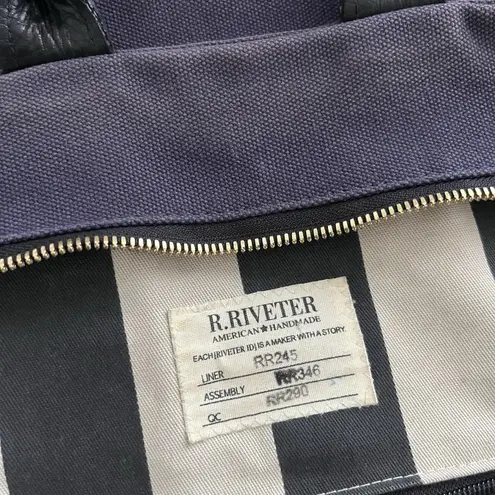 R.RIVETER
AMERICAN★HANDMADE
EACH [RIVETER ID] IS A MAKER WITH A STORY.
LINER RR245
ASSEMBLY RR346
QC RR290